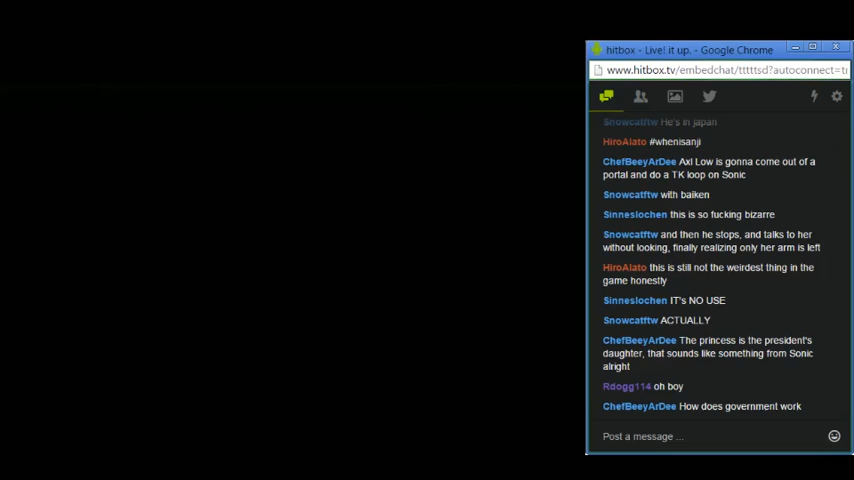 hitbox - Live! it up. - Google Chrome
www.hitbox.tv/embedchat/tttttsd?autoconnect=tr
Snowcatftw He's in japan
HiroAlato #whenisanji
ChefBeeyArDee Axl Low is gonna come out of a
portal and do a TK loop on Sonic
Snowcatftw with baiken
Sinneslochen this is so fucking bizarre
Snowcatftw and then he stops, and talks to her
without looking, finally realizing only her arm is left
HiroAlato this is still not the weirdest thing in the
game honestly
Sinneslochen IT's NO USE
Snowcatftw ACTUALLY
ChefBeeyArDee The princess is the president's
daughter, that sounds like something from Sonic
alright
Rdogg114 oh boy
ChefBeeyArDee How does government work
Post a message ...